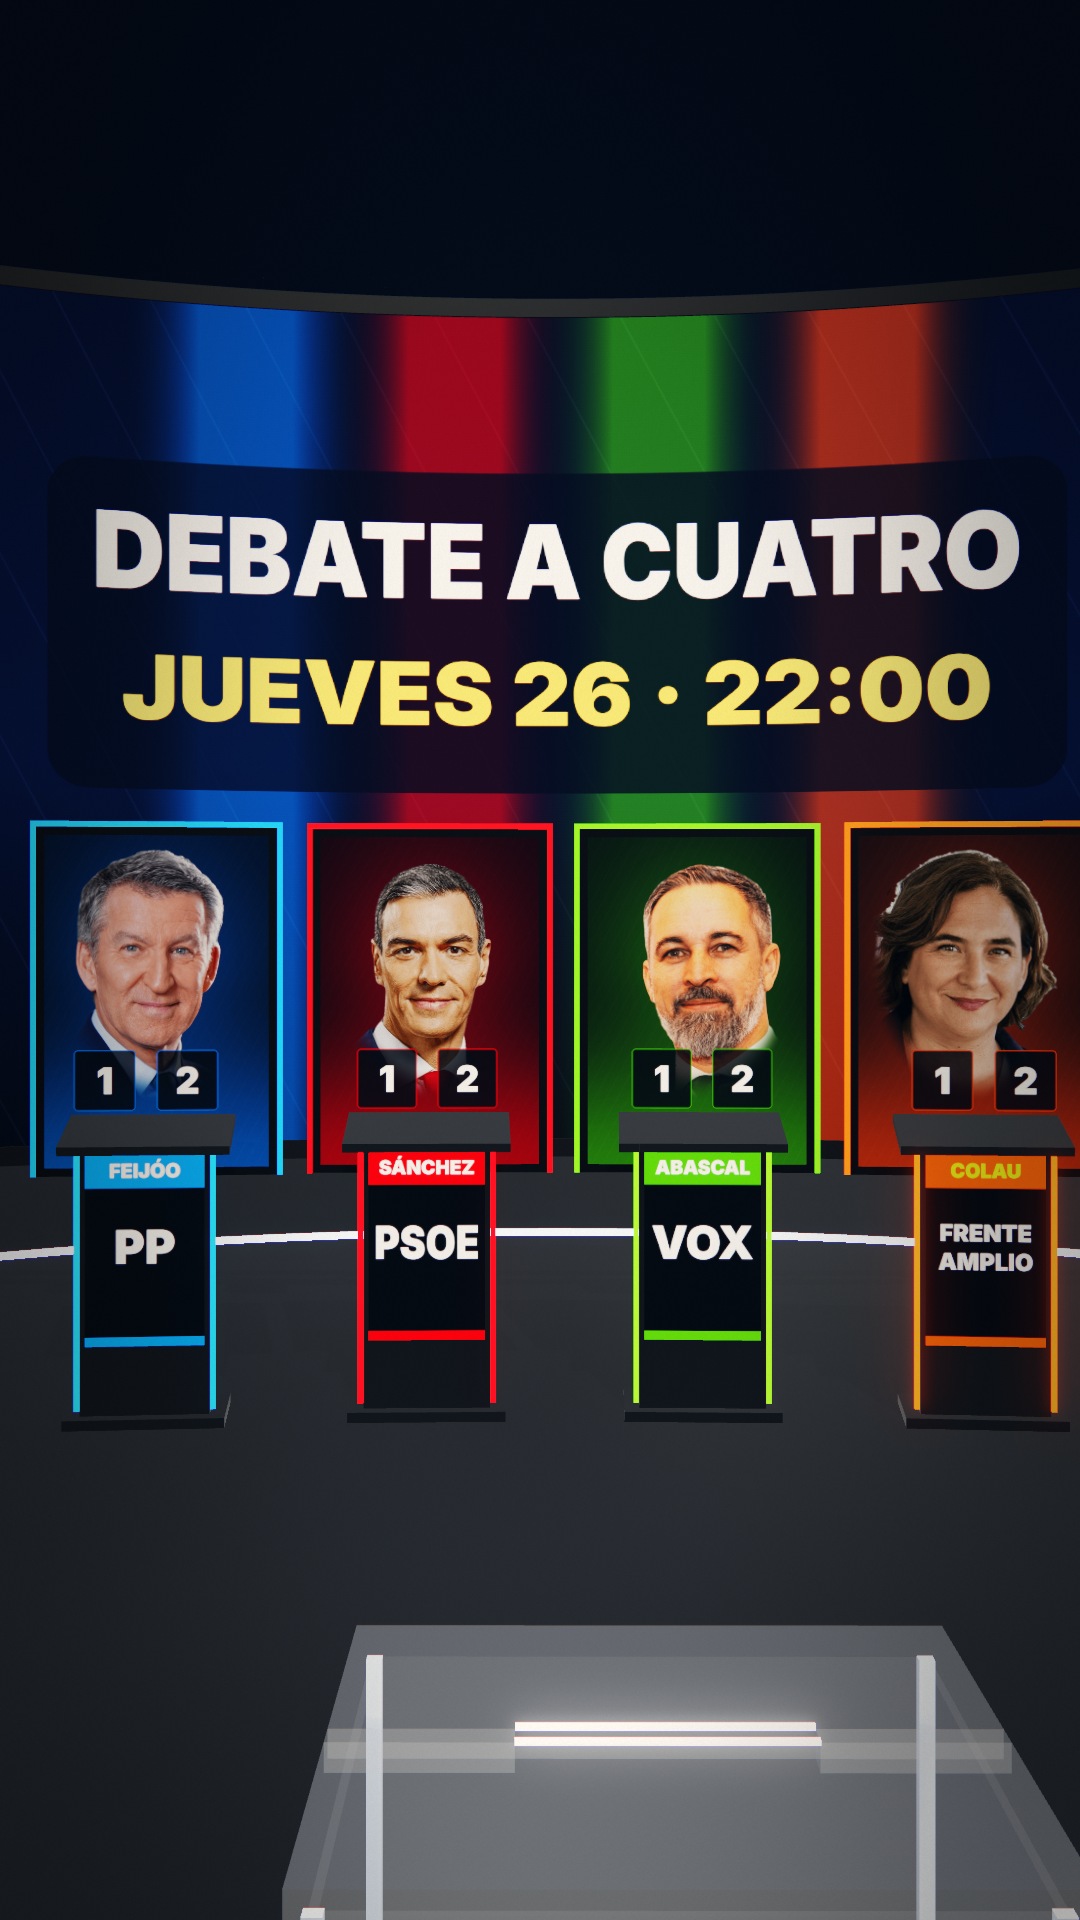 DEBATE A CUATRO
JUEVES 26 · 22:00
1 2
1 2
1 2
1 2
FEIJÓO
SÁNCHEZ
ABASCAL
COLAU
PP
PSOE
VOX
FRENTE
AMPLIO